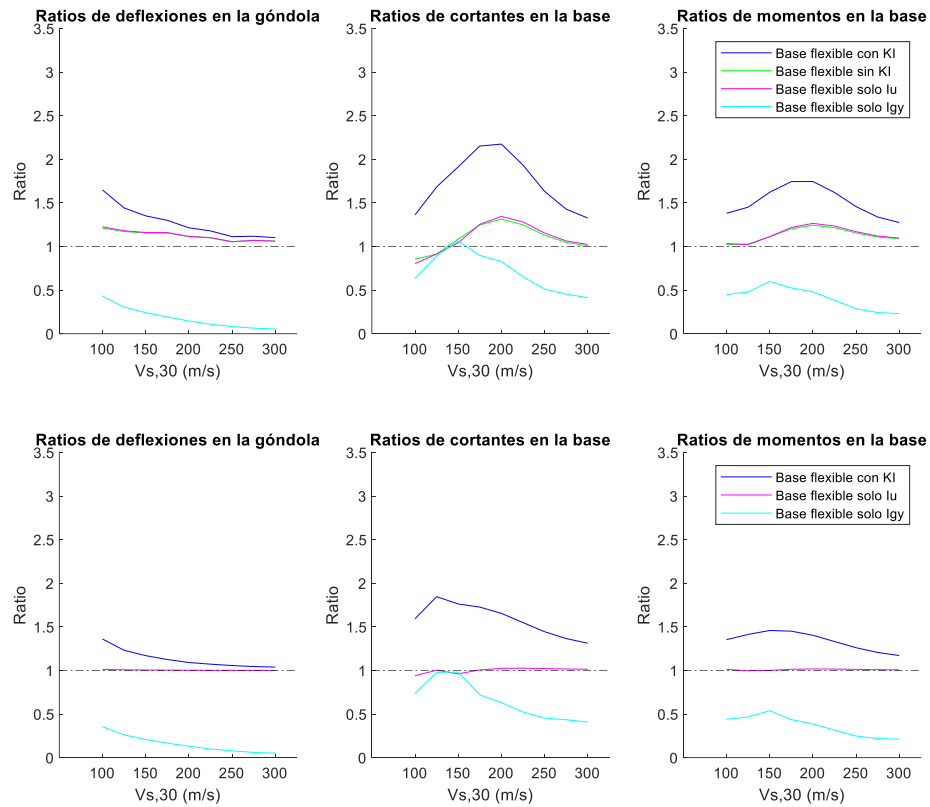 Ratios de deflexiones en la góndola
3.5
3
2.5
2
1.5
1
0.5
0
Ratio
100 150 200 250 300
Vs,30 (m/s)
Ratios de cortantes en la base
3.5
3
2.5
2
1.5
1
0.5
0
Ratio
100 150 200 250 300
Vs,30 (m/s)
Ratios de momentos en la base
3.5
3
2.5
2
1.5
1
0.5
0
Ratio
100 150 200 250 300
Vs,30 (m/s)
Base flexible con KI
Base flexible sin KI
Base flexible solo Iu
Base flexible solo Igy
Ratios de deflexiones en la góndola
3.5
3
2.5
2
1.5
1
0.5
0
Ratio
100 150 200 250 300
Vs,30 (m/s)
Ratios de cortantes en la base
3.5
3
2.5
2
1.5
1
0.5
0
Ratio
100 150 200 250 300
Vs,30 (m/s)
Ratios de momentos en la base
3.5
3
2.5
2
1.5
1
0.5
0
Ratio
100 150 200 250 300
Vs,30 (m/s)
Base flexible con KI
Base flexible solo Iu
Base flexible solo Igy